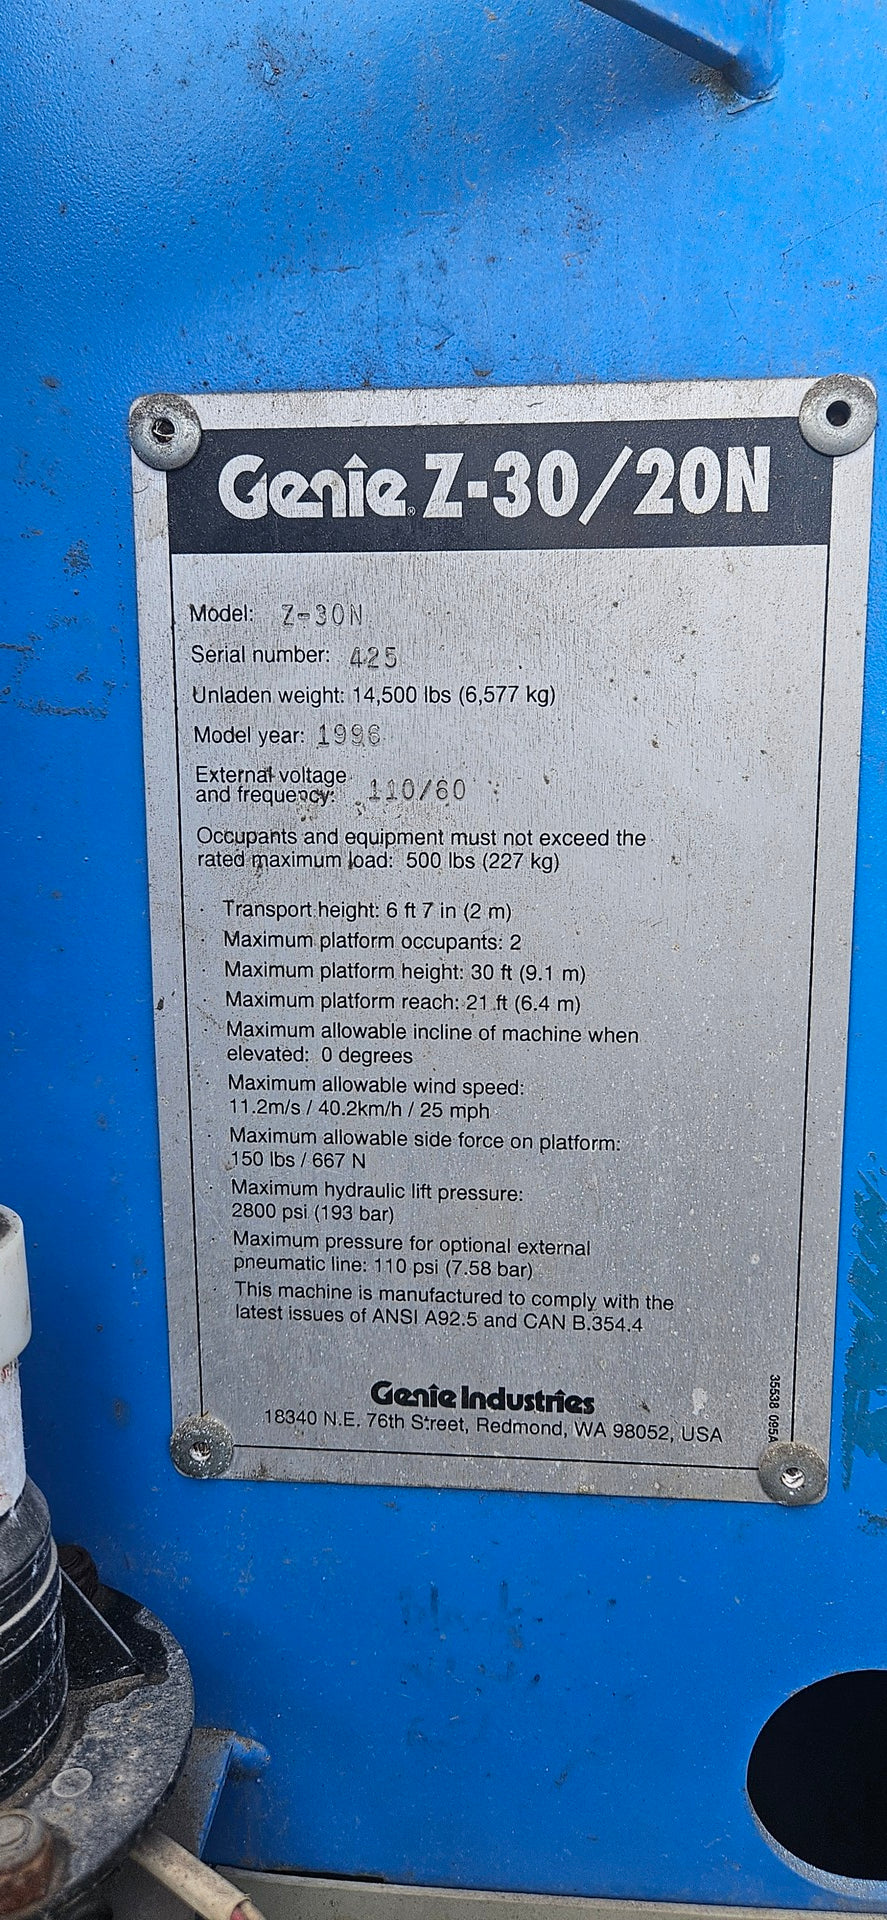 Genie® Z-30/20N
Model: Z-30N
Serial number: 425
Unladen weight: 14,500 lbs (6,577 kg)
Model year: 1996
External voltage
and frequency: 110/60
Occupants and equipment must not exceed the
rated maximum load: 500 lbs (227 kg)
· Transport height: 6 ft 7 in (2 m)
· Maximum platform occupants: 2
· Maximum platform height: 30 ft (9.1 m)
· Maximum platform reach: 21 ft (6.4 m)
· Maximum allowable incline of machine when
elevated: 0 degrees
· Maximum allowable wind speed:
11.2m/s / 40.2km/h / 25 mph
· Maximum allowable side force on platform:
150 lbs / 667 N
· Maximum hydraulic lift pressure:
2800 psi (193 bar)
· Maximum pressure for optional external
pneumatic line: 110 psi (7.58 bar)
· This machine is manufactured to comply with the
latest issues of ANSI A92.5 and CAN B.354.4
Genie Industries
18340 N.E. 76th Street, Redmond, WA 98052, USA
35538 095A